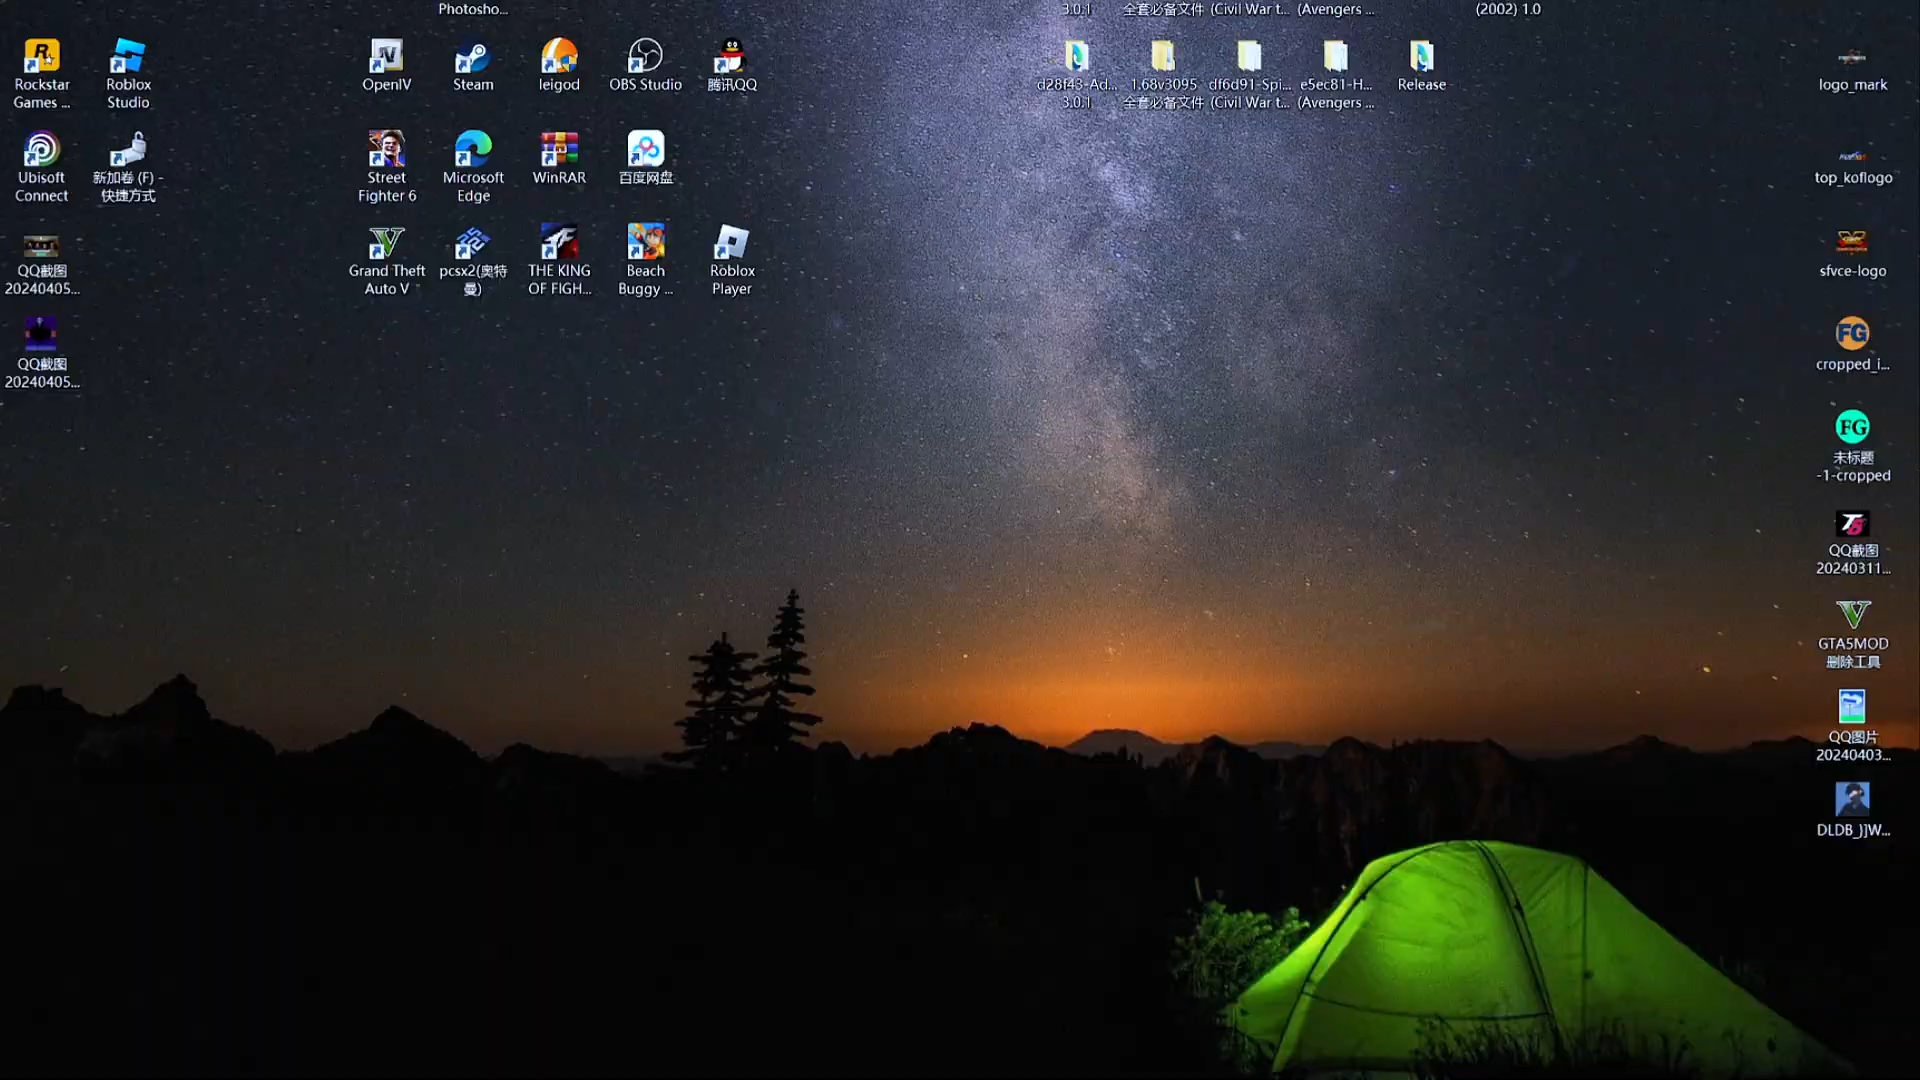 Photosho...
3.0.1
全套必备文件
(Civil War t...
(Avengers ...
(2002) 1.0
Rockstar
Games ...
Roblox
Studio
OpenIV
Steam
leigod
OBS Studio
腾讯QQ
d28f43-Ad...
3.0.1
1.68v3095
全套必备文件
df6d91-Spi...
(Civil War t...
e5ec81-H...
(Avengers ...
Release
logo_mark
Ubisoft
Connect
新加卷 (F) -
快捷方式
Street
Fighter 6
Microsoft
Edge
WinRAR
百度网盘
top_koflogo
QQ截图
20240405...
Grand Theft
Auto V
pcsx2(奥特
曼)
THE KING
OF FIGH...
Beach
Buggy ...
Roblox
Player
sfvce-logo
QQ截图
20240405...
FG
cropped_i...
FG
未标题
-1-cropped
T8
QQ截图
20240311...
GTA5MOD
删除工具
QQ图片
20240403...
DLDB_)]W...